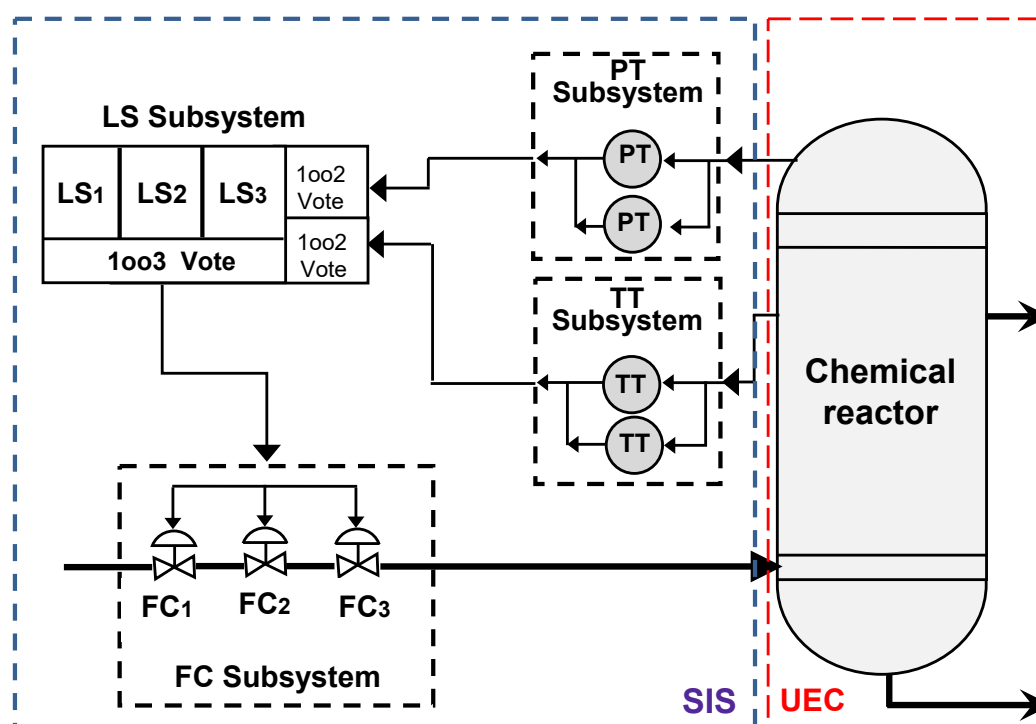 PT
Subsystem
PT
PT
LS Subsystem
LS1
LS2
LS3
1oo2
Vote
1oo2
Vote
1oo3 Vote
TT
Subsystem
TT
TT
Chemical
reactor
FC1
FC2
FC3
FC Subsystem
SIS
UEC